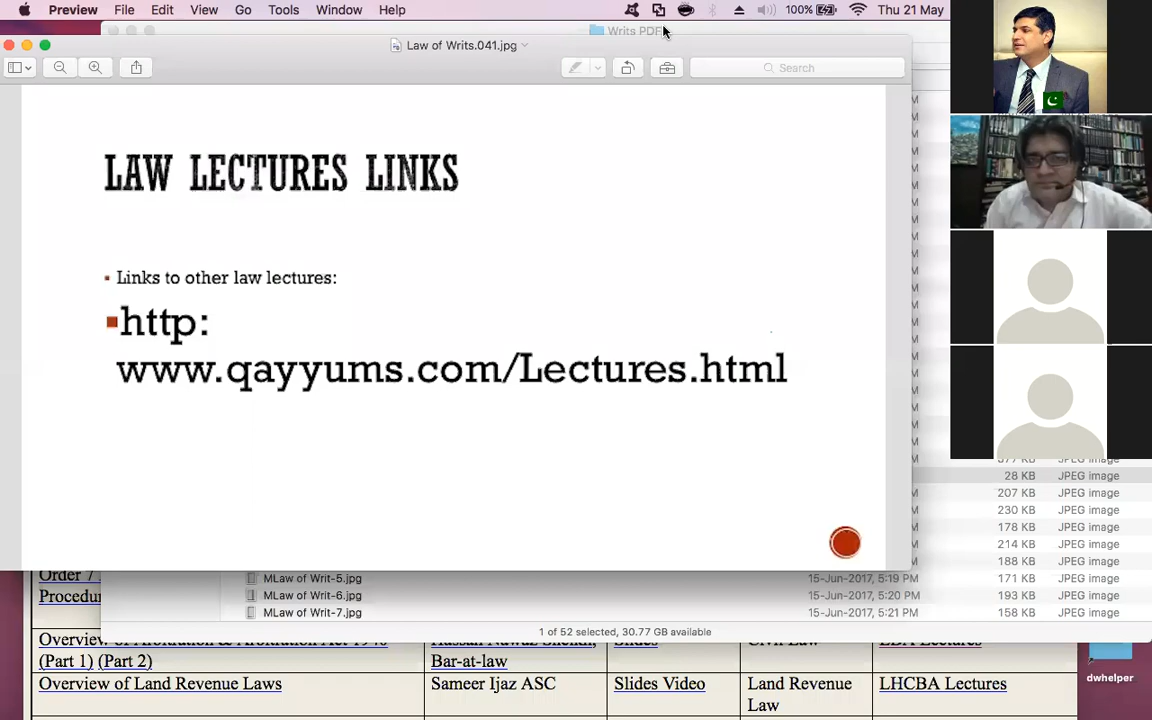 Preview File Edit View Go Tools Window Help 100% Thu 21 May
Writs PDF
Law of Writs.041.jpg
Search
LAW LECTURES LINKS
Links to other law lectures:
http:
www.qayyums.com/Lectures.html
28 KB JPEG image
207 KB JPEG image
230 KB JPEG image
178 KB JPEG image
214 KB JPEG image
188 KB JPEG image
MLaw of Writ-5.jpg 15-Jun-2017, 5:19 PM 171 KB JPEG image
MLaw of Writ-6.jpg 15-Jun-2017, 5:20 PM 193 KB JPEG image
MLaw of Writ-7.jpg 15-Jun-2017, 5:21 PM 158 KB JPEG image
1 of 52 selected, 30.77 GB available
Order 7
(Part 1) (Part 2) Bar-at-law
Overview of Land Revenue Laws Sameer Ijaz ASC Slides Video Land Revenue LHCBA Lectures
Law
dwhelper